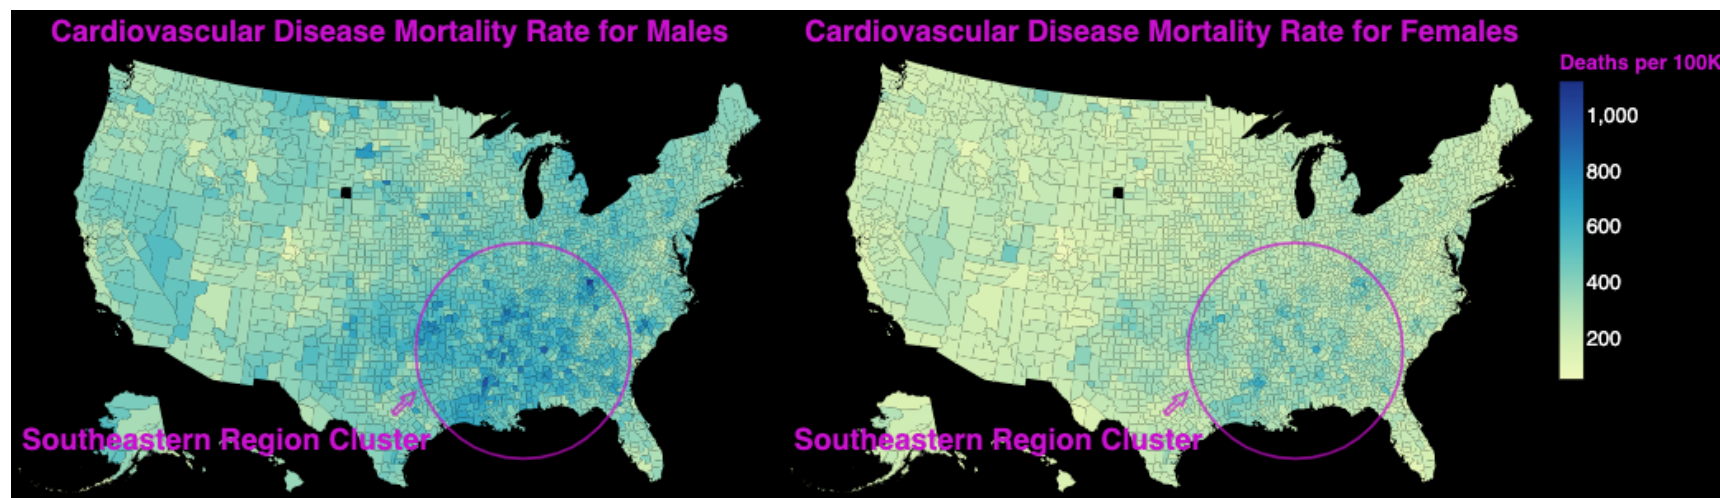 Cardiovascular Disease Mortality Rate for Males
Cardiovascular Disease Mortality Rate for Females
Deaths per 100K
1,000
800
600
400
200
Southeastern Region Cluster
Southeastern Region Cluster